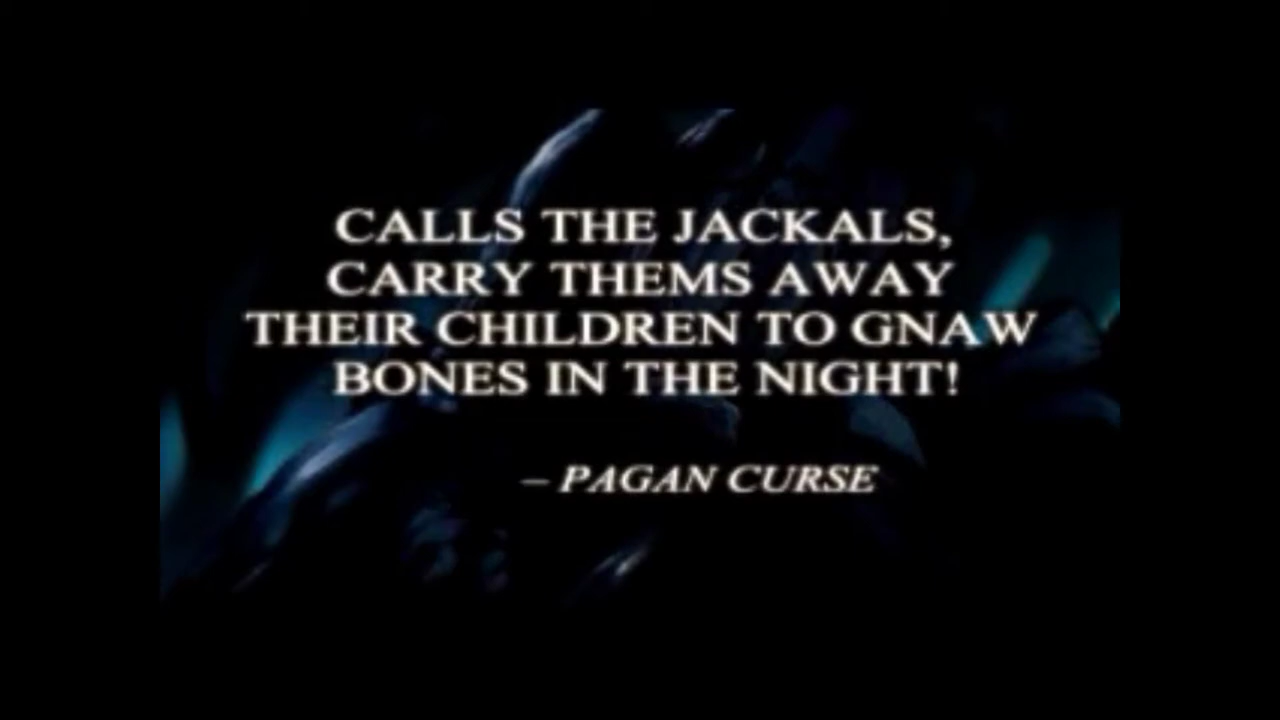 CALLS THE JACKALS,
CARRY THEMS AWAY
THEIR CHILDREN TO GNAW
BONES IN THE NIGHT!
– PAGAN CURSE